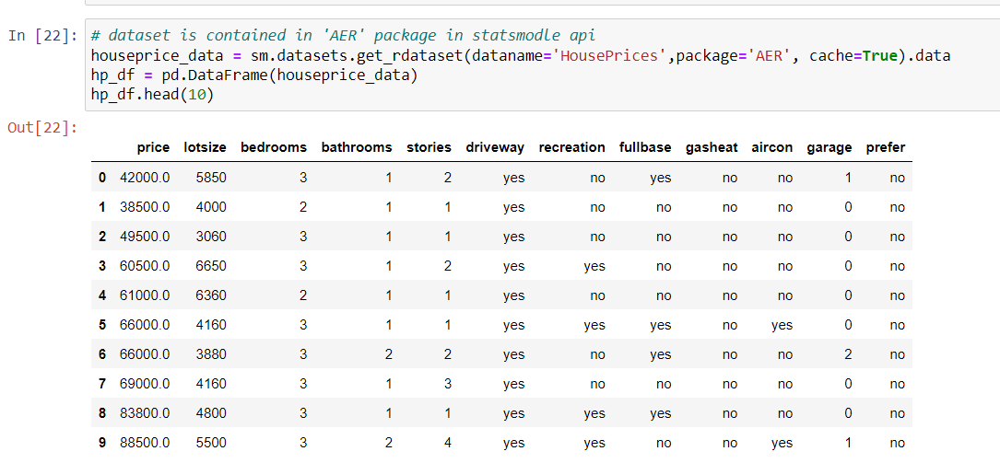 In [22]: # dataset is contained in 'AER' package in statsmodle api
houseprice_data = sm.datasets.get_rdataset(dataname='HousePrices',package='AER', cache=True).data
hp_df = pd.DataFrame(houseprice_data)
hp_df.head(10)
Out[22]:
price lotsize bedrooms bathrooms stories driveway recreation fullbase gasheat aircon garage prefer
0 42000.0 5850 3 1 2 yes no yes no no 1 no
1 38500.0 4000 2 1 1 yes no no no no 0 no
2 49500.0 3060 3 1 1 yes no no no no 0 no
3 60500.0 6650 3 1 2 yes yes no no no 0 no
4 61000.0 6360 2 1 1 yes no no no no 0 no
5 66000.0 4160 3 1 1 yes yes yes no yes 0 no
6 66000.0 3880 3 2 2 yes no yes no no 2 no
7 69000.0 4160 3 1 3 yes no no no no 0 no
8 83800.0 4800 3 1 1 yes yes yes no no 0 no
9 88500.0 5500 3 2 4 yes yes no no yes 1 no